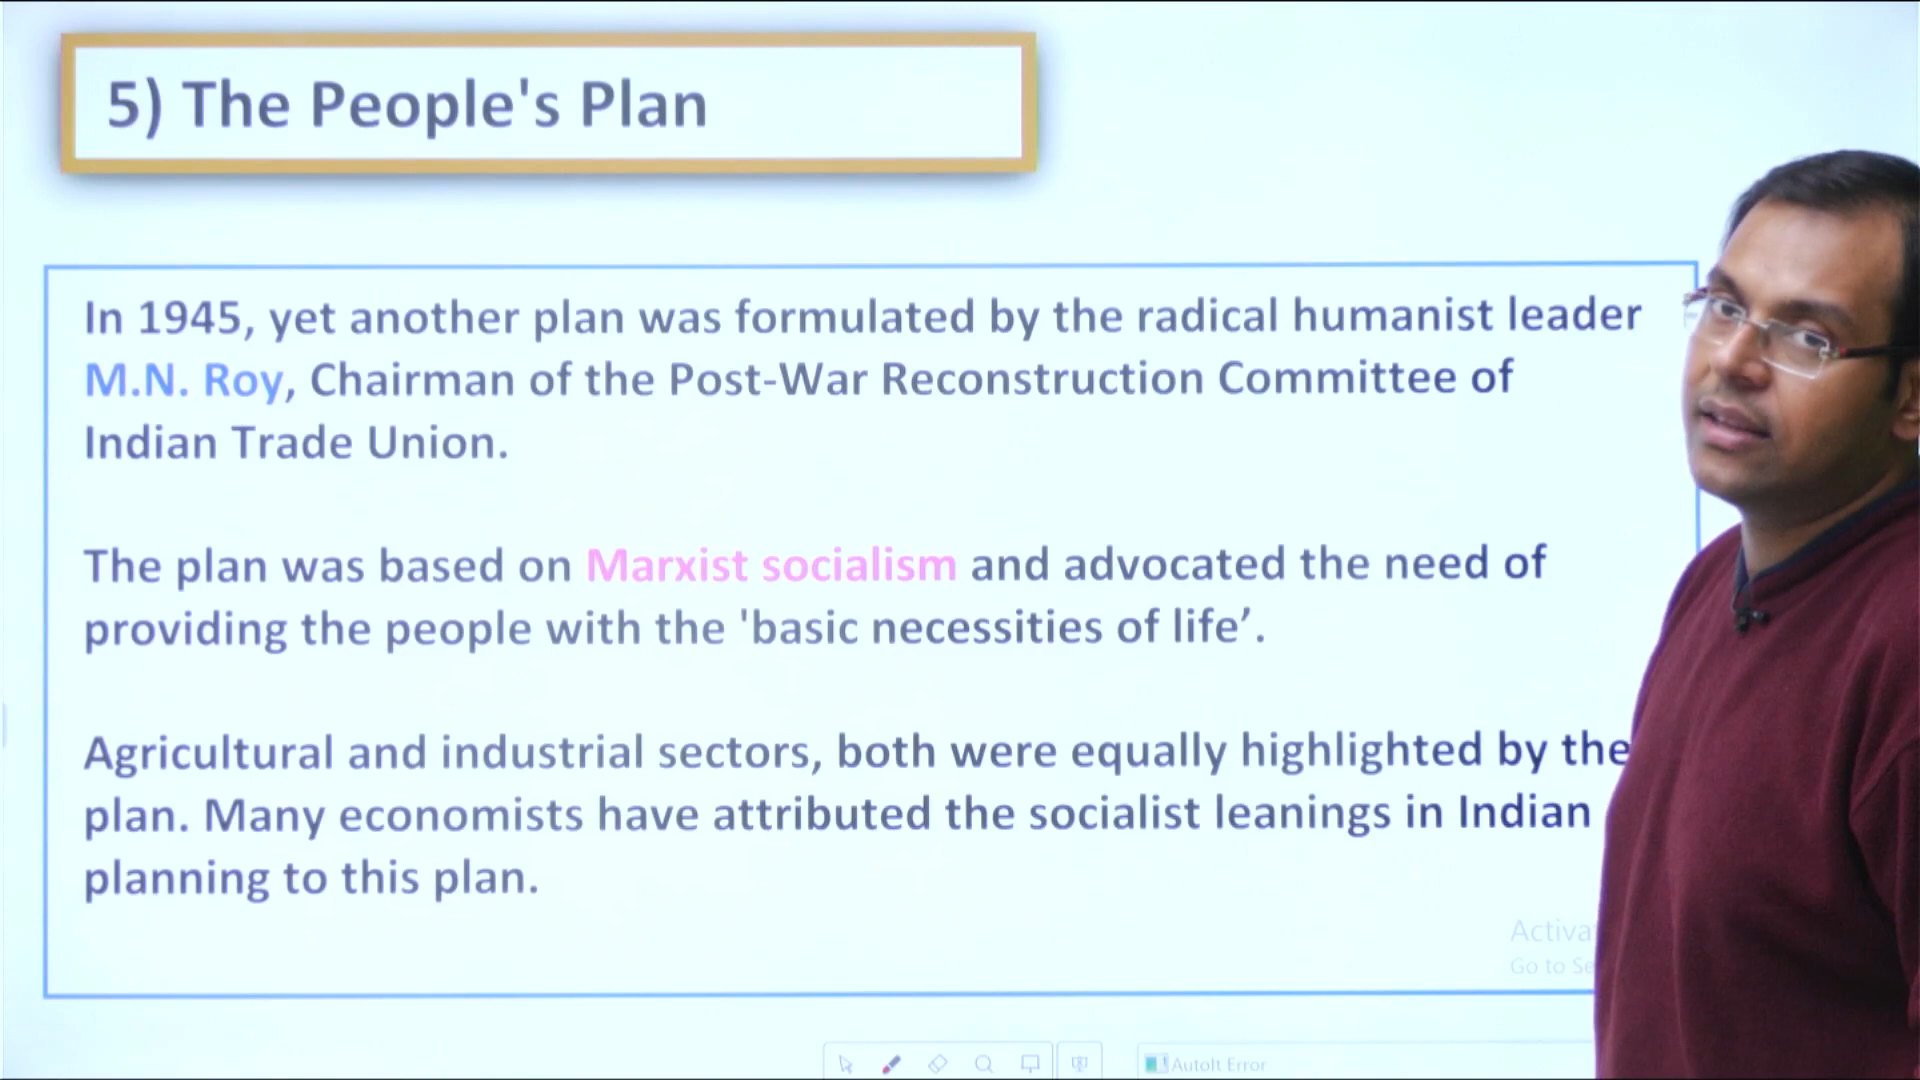 5) The People's Plan
In 1945, yet another plan was formulated by the radical humanist leader
M.N. Roy, Chairman of the Post-War Reconstruction Committee of
Indian Trade Union.
The plan was based on Marxist socialism and advocated the need of
providing the people with the 'basic necessities of life’.
Agricultural and industrial sectors, both were equally highlighted by the
plan. Many economists have attributed the socialist leanings in Indian
planning to this plan.
Go to
AutoIt Error